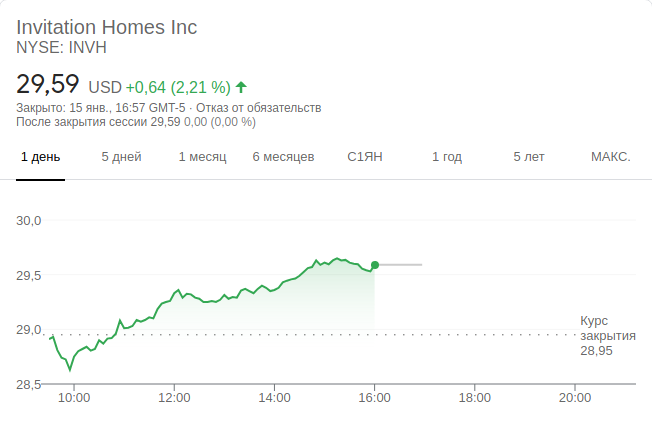 Invitation Homes Inc
NYSE: INVH
29,59 USD +0,64 (2,21 %)
Закрыто: 15 янв., 16:57 GMT-5 · Отказ от обязательств
После закрытия сессии 29,59 0,00 (0,00 %)
1 день 5 дней 1 месяц 6 месяцев С1ЯН 1 год 5 лет МАКС.
30,0
29,5
29,0
Курс
закрытия
28,95
28,5
10:00 12:00 14:00 16:00 18:00 20:00